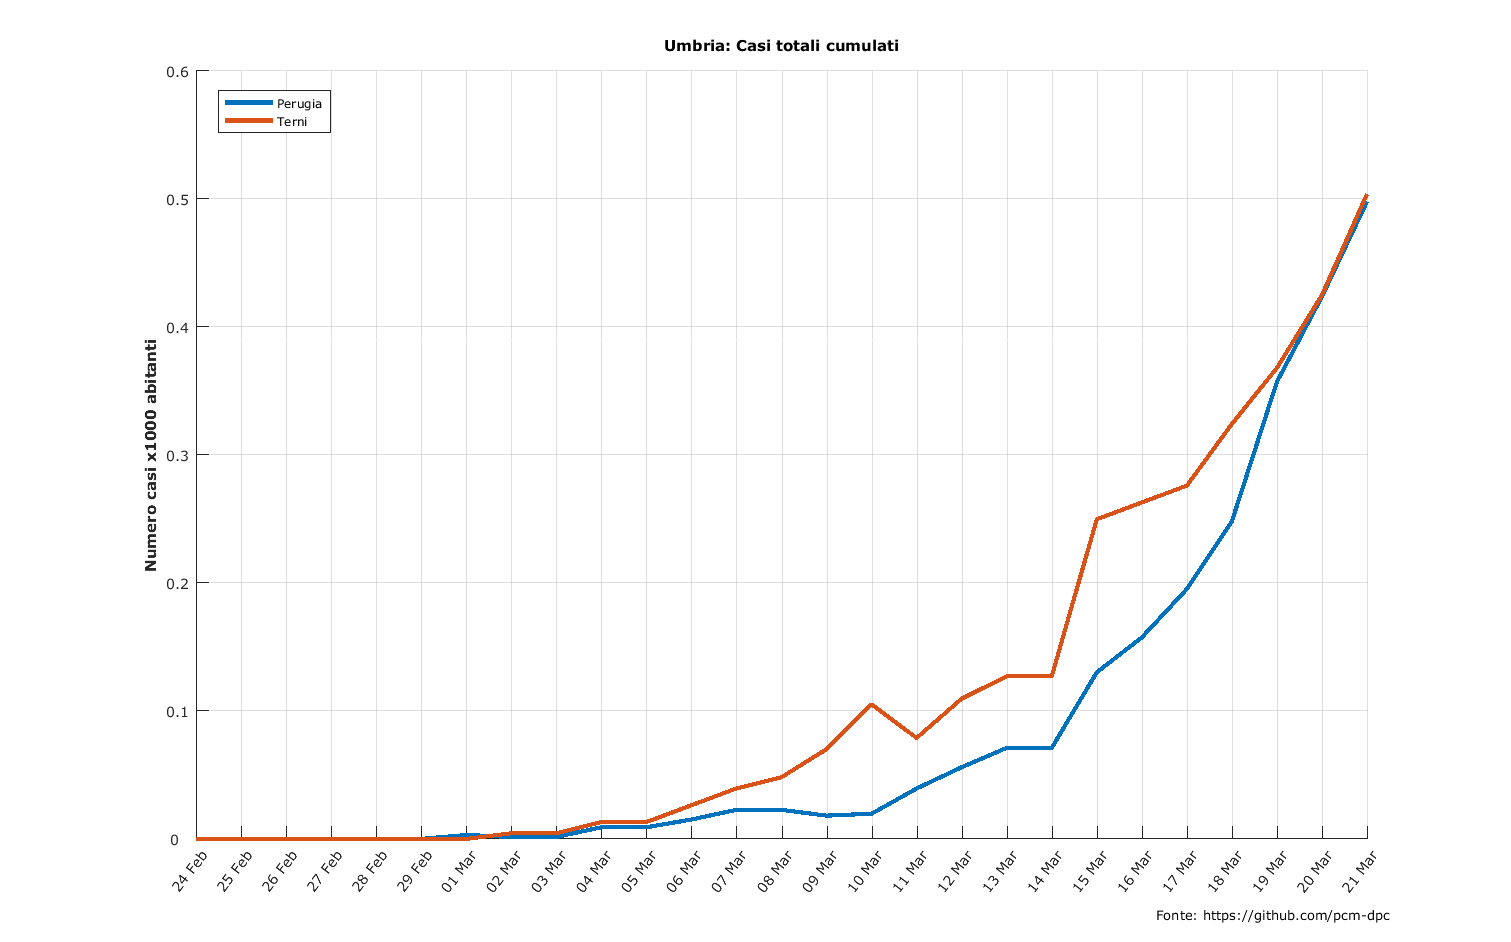 Umbria: Casi totali cumulati
Perugia
Terni
Numero casi x1000 abitanti
0.6
0.5
0.4
0.3
0.2
0.1
0
24 Feb
25 Feb
26 Feb
27 Feb
28 Feb
29 Feb
01 Mar
02 Mar
03 Mar
04 Mar
05 Mar
06 Mar
07 Mar
08 Mar
09 Mar
10 Mar
11 Mar
12 Mar
13 Mar
14 Mar
15 Mar
16 Mar
17 Mar
18 Mar
19 Mar
20 Mar
21 Mar
Fonte: https://github.com/pcm-dpc